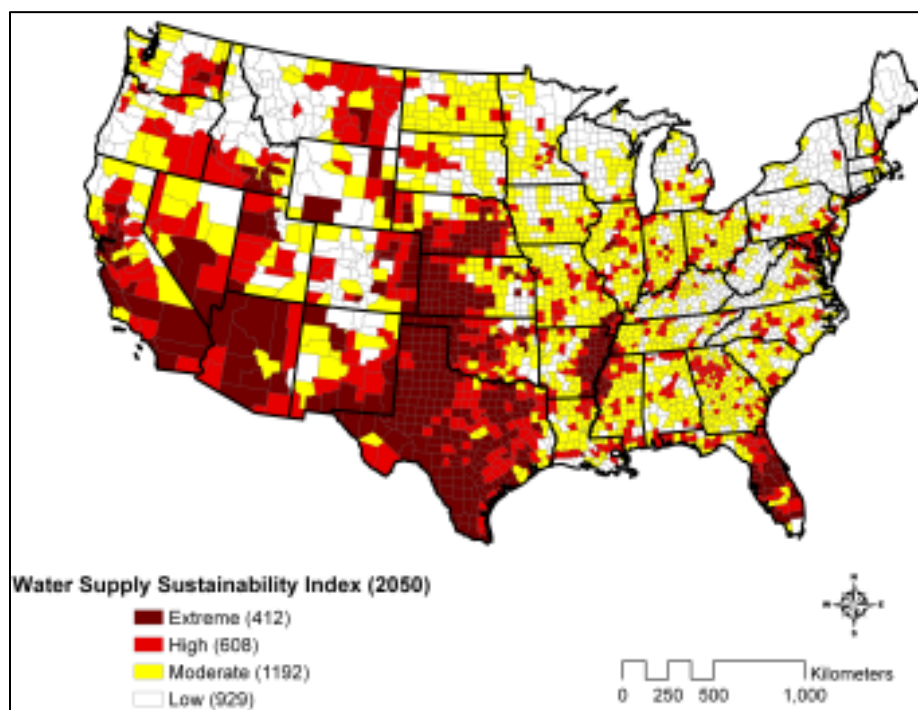 Water Supply Sustainability Index (2050)
Extreme (412)
High (608)
Moderate (1192)
Low (929)
N
W E
S
Kilometers
0 250 500 1,000